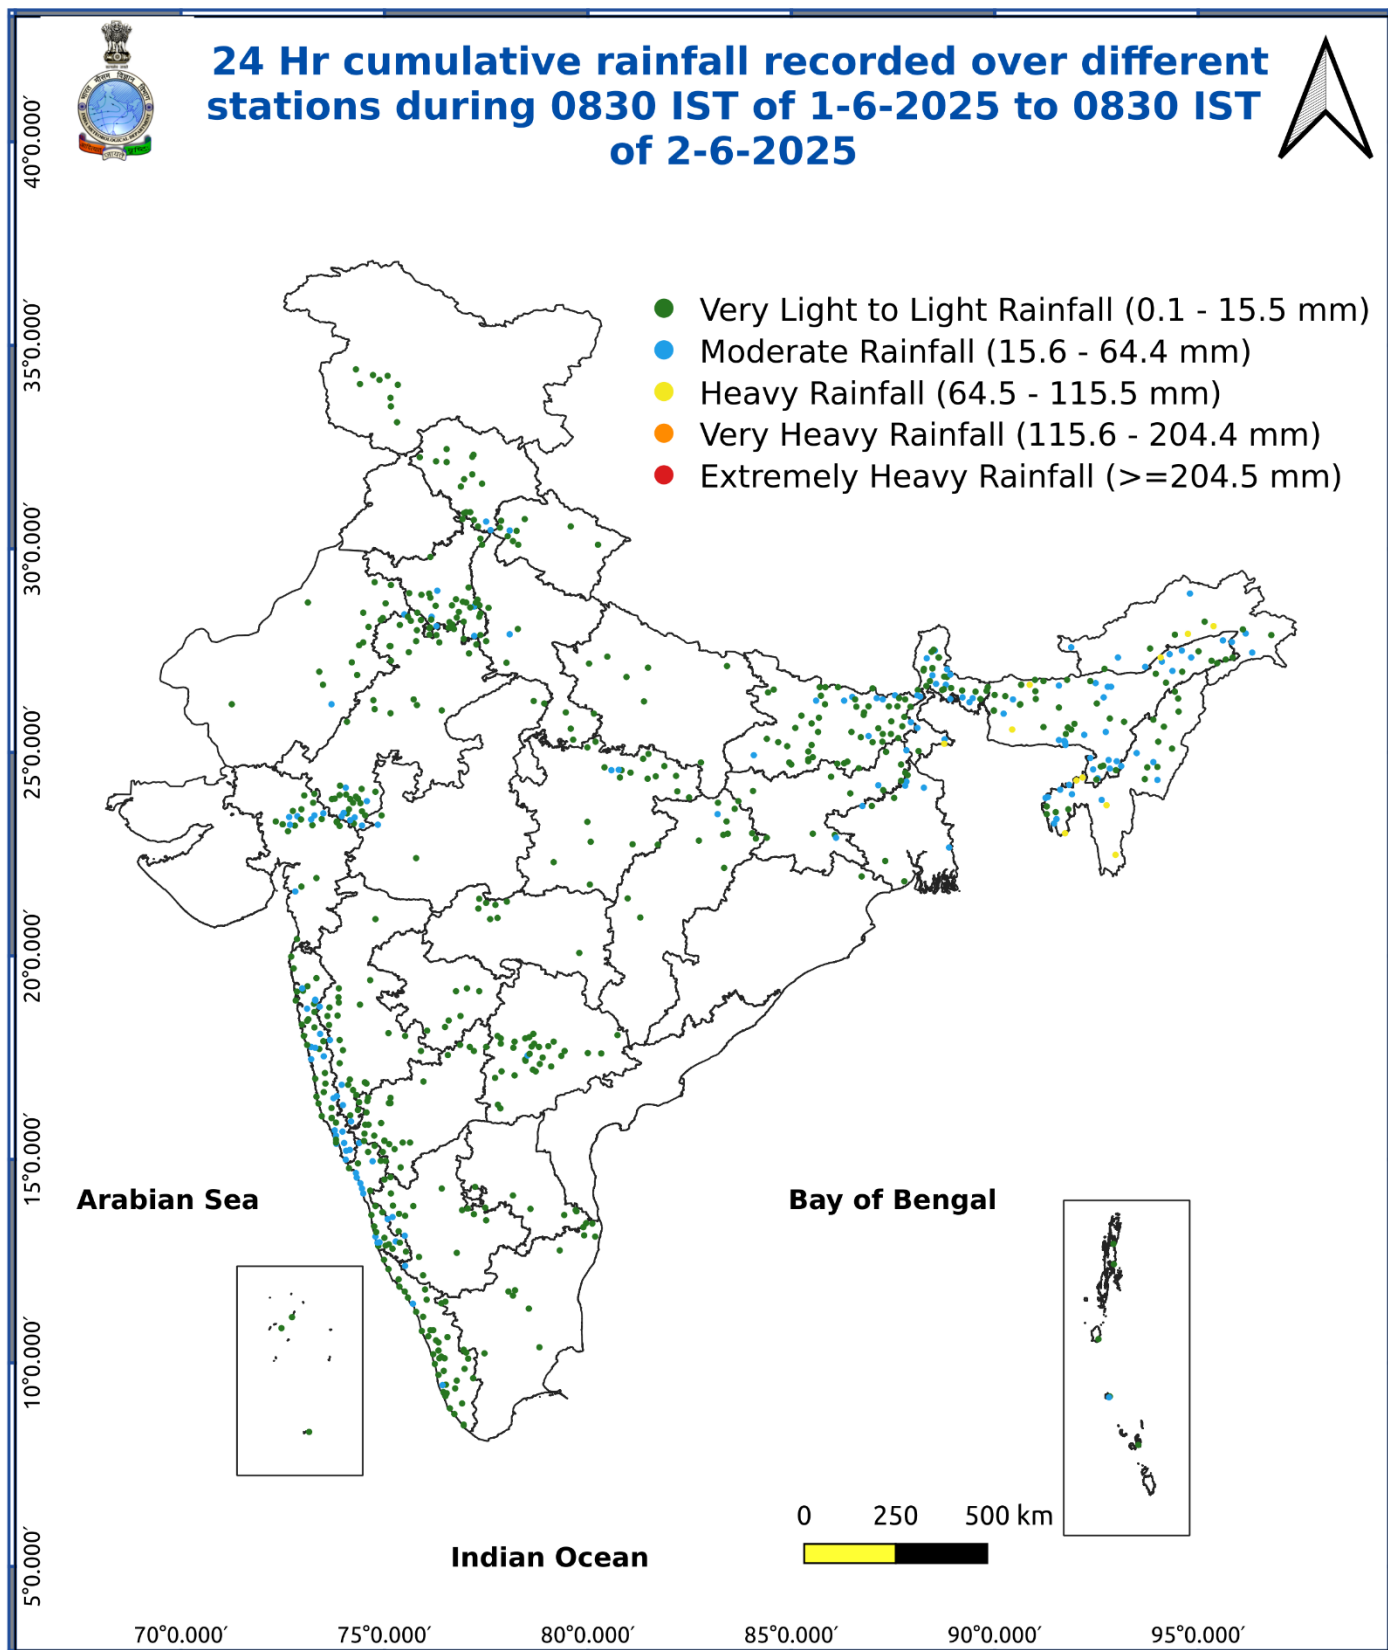 24 Hr cumulative rainfall recorded over different
stations during 0830 IST of 1-6-2025 to 0830 IST
of 2-6-2025
Very Light to Light Rainfall (0.1 - 15.5 mm)
Moderate Rainfall (15.6 - 64.4 mm)
Heavy Rainfall (64.5 - 115.5 mm)
Very Heavy Rainfall (115.6 - 204.4 mm)
Extremely Heavy Rainfall (>=204.5 mm)
40°0.000′
35°0.000′
30°0.000′
25°0.000′
20°0.000′
15°0.000′
10°0.000′
5°0.000′
Arabian Sea
Bay of Bengal
Indian Ocean
0 250 500 km
70°0.000′ 75°0.000′ 80°0.000′ 85°0.000′ 90°0.000′ 95°0.000′